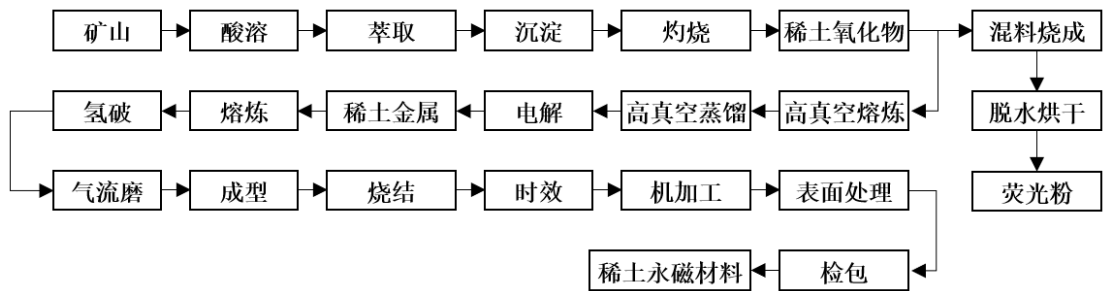 矿山
酸溶
萃取
沉淀
灼烧
稀土氧化物
混料烧成
氢破
熔炼
稀土金属
电解
高真空蒸馏
高真空熔炼
脱水烘干
气流磨
成型
烧结
时效
机加工
表面处理
荧光粉
稀土永磁材料
检包